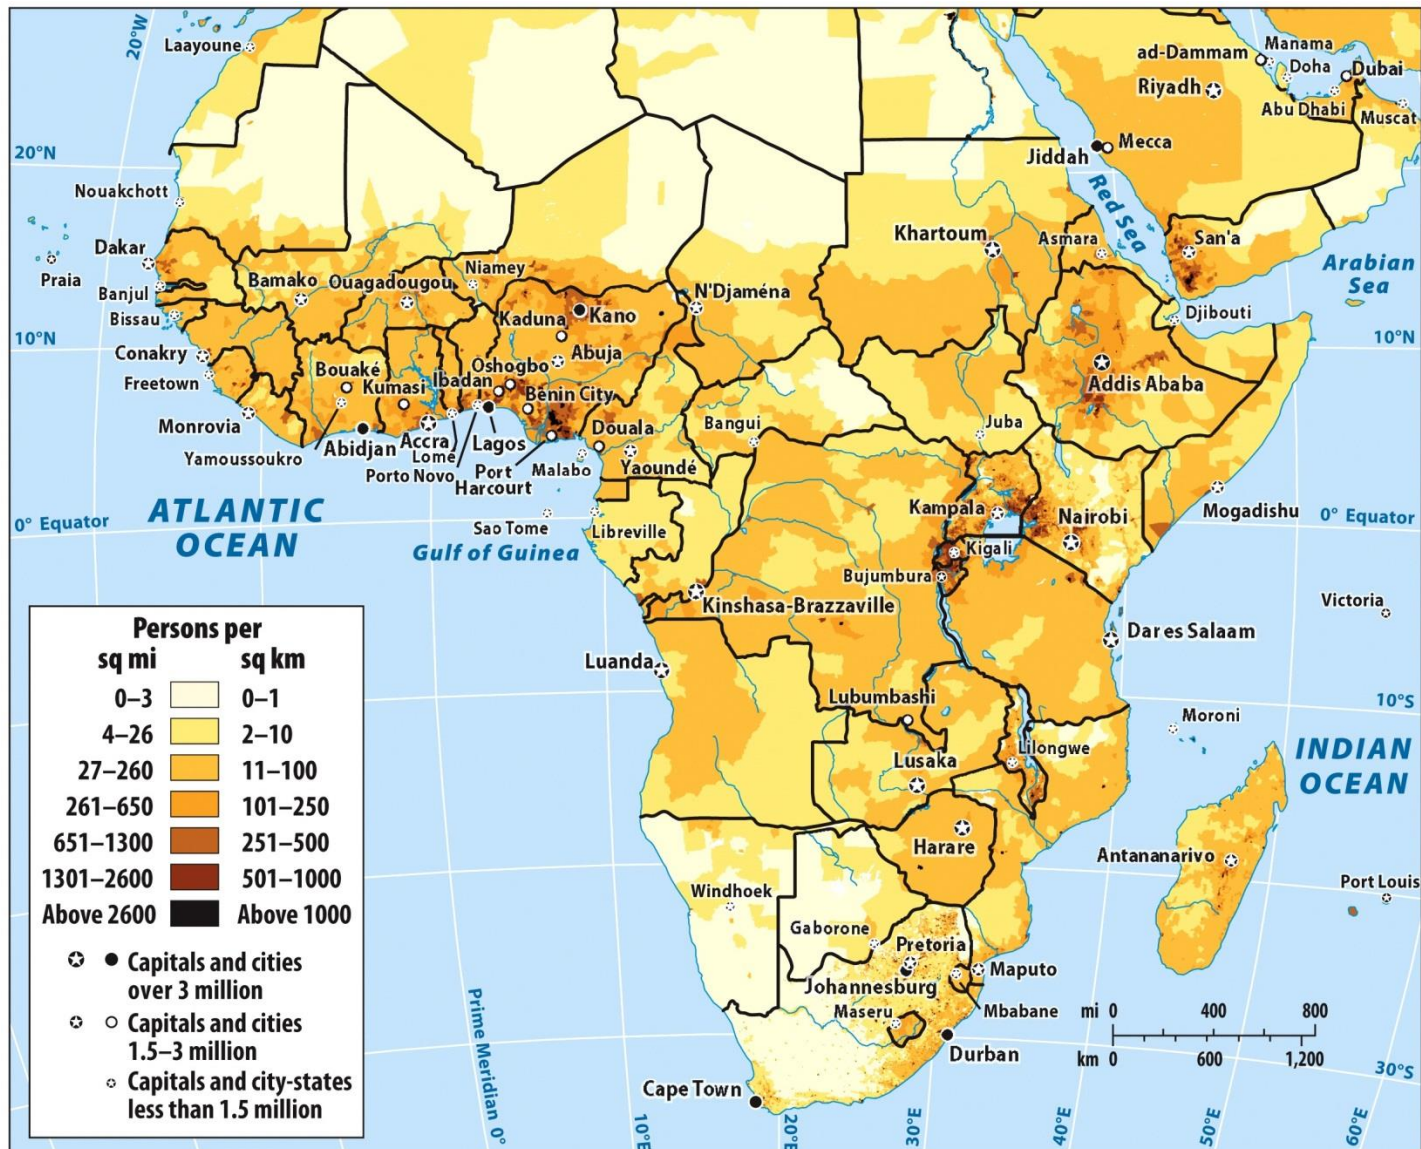 20°W
Laayoune
ad-Dammam
Manama
Doha
Dubai
Riyadh
Abu Dhabi
Muscat
20°N
Jiddah
Mecca
Nouakchott
Red Sea
Dakar
Praia
Banjul
Bissau
Bamako
Ouagadougou
Niamey
N'Djaména
Khartoum
Asmara
San'a
Arabian
Sea
Djibouti
10°N
10°N
Conakry
Freetown
Kaduna
Kano
Abuja
Bouaké
Kumasi
Ibadan
Oshogbo
Benin City
Addis Ababa
Monrovia
Yamoussoukro
Abidjan
Accra
Lome
Porto Novo
Lagos
Port
Harcourt
Malabo
Douala
Yaoundé
Bangui
Juba
Mogadishu
0° Equator
ATLANTIC
OCEAN
Sao Tome
Gulf of Guinea
Libreville
Kampala
Nairobi
0° Equator
Kigali
Bujumbura
Kinshasa-Brazzaville
Victoria
Dar es Salaam
Luanda
Lubumbashi
10°S
Moroni
Lilongwe
Lusaka
INDIAN
OCEAN
Harare
Antananarivo
Port Louis
Windhoek
Gaborone
Pretoria
Johannesburg
Maputo
Mbabane
Maseru
Durban
Cape Town
Prime Meridian 0°
10°E
20°E
30°E
40°E
50°E
60°E
30°S
mi 0 400 800
km 0 600 1,200
Persons per
sq mi sq km
0–3 0–1
4–26 2–10
27–260 11–100
261–650 101–250
651–1300 251–500
1301–2600 501–1000
Above 2600 Above 1000
Capitals and cities
over 3 million
Capitals and cities
1.5–3 million
Capitals and city-states
less than 1.5 million